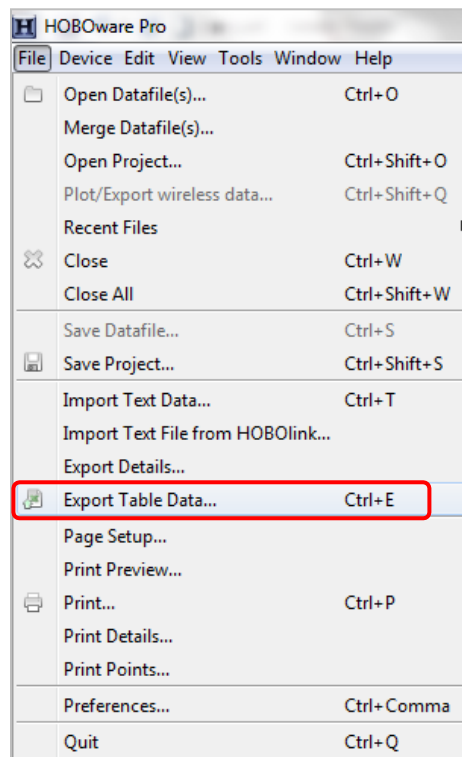 HOBOware Pro
File Device Edit View Tools Window Help
Open Datafile(s)... Ctrl+O
Merge Datafile(s)...
Open Project... Ctrl+Shift+O
Plot/Export wireless data... Ctrl+Shift+Q
Recent Files
Close Ctrl+W
Close All Ctrl+Shift+W
Save Datafile... Ctrl+S
Save Project... Ctrl+Shift+S
Import Text Data... Ctrl+T
Import Text File from HOBOlink...
Export Details...
Export Table Data... Ctrl+E
Page Setup...
Print Preview...
Print... Ctrl+P
Print Details...
Print Points...
Preferences... Ctrl+Comma
Quit Ctrl+Q